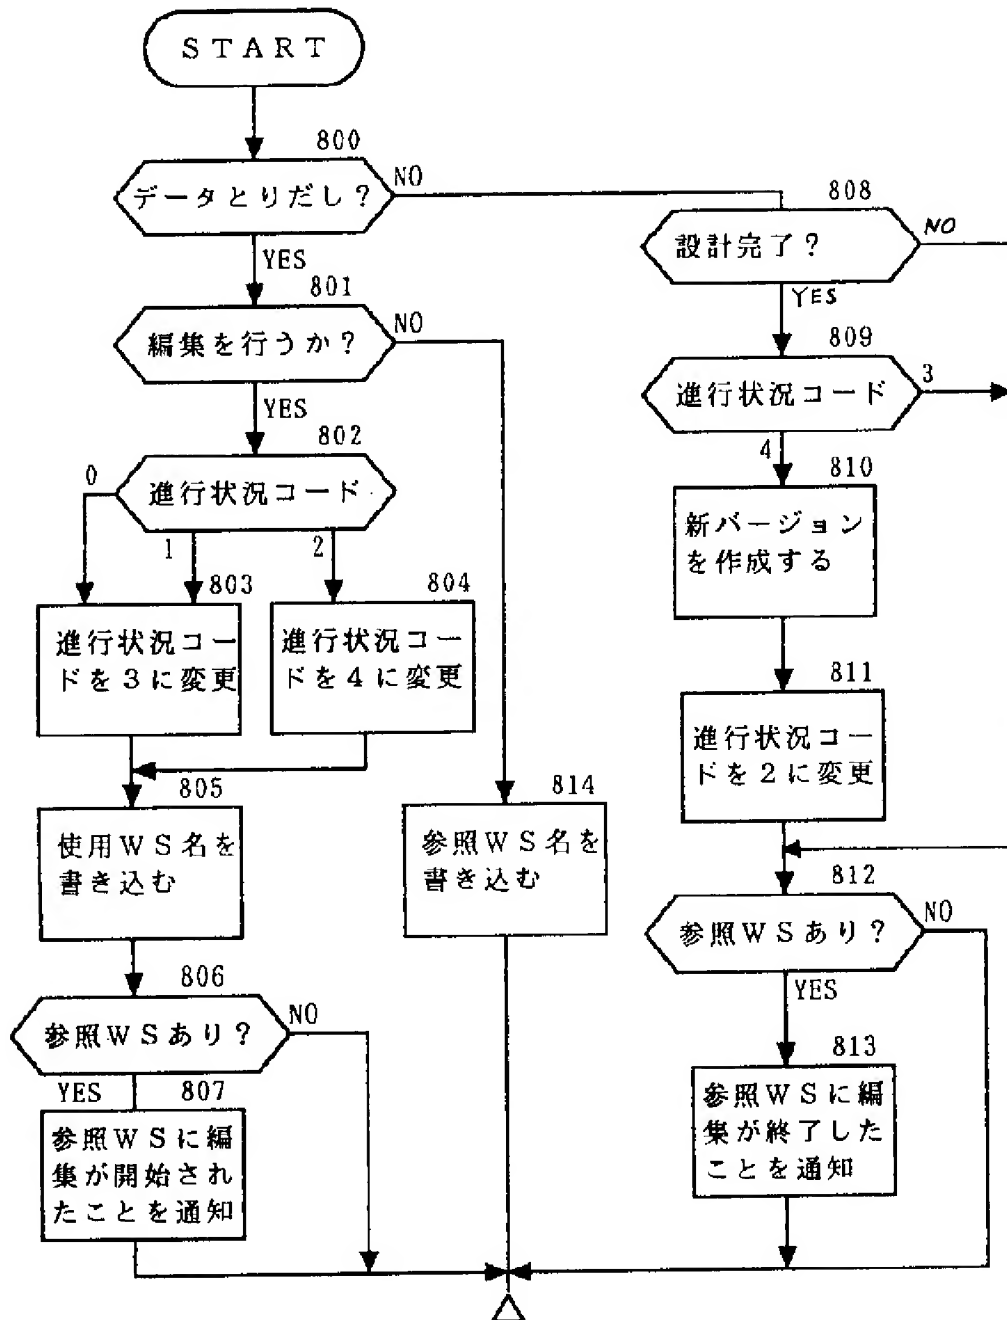 START
800
データとりだし?
NO
YES
801
編集を行うか?
NO
YES
802
進行状況コード
0
1
2
803
進行状況コー
ドを3に変更
804
進行状況コー
ドを4に変更
805
使用WS名を
書き込む
806
参照WSあり?
NO
YES
807
参照WSに編
集が開始され
たことを通知
814
参照WS名を
書き込む
808
設計完了?
NO
YES
809
進行状況コード
3
4
810
新バージョン
を作成する
811
進行状況コー
ドを2に変更
812
参照WSあり?
NO
YES
813
参照WSに編
集が終了した
ことを通知